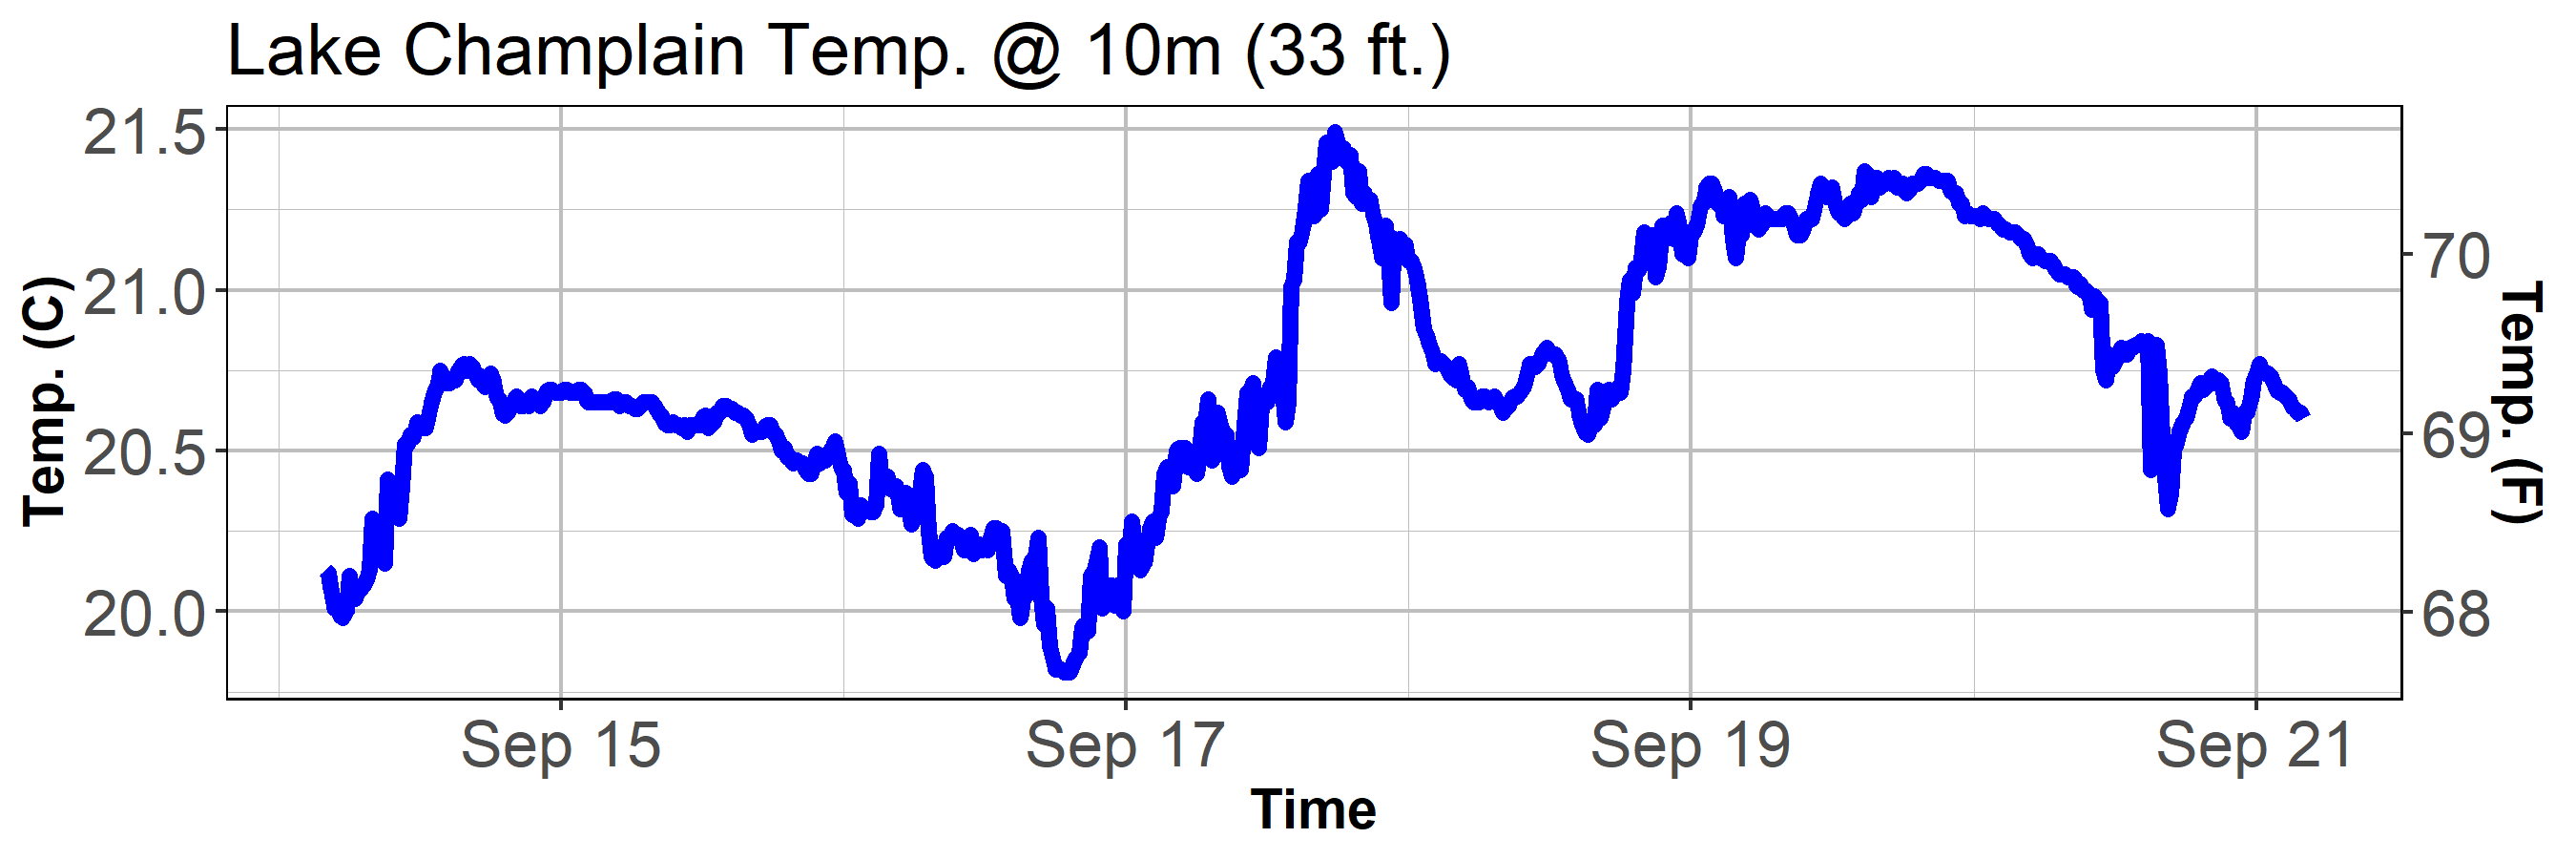 Lake Champlain Temp. @ 10m (33 ft.)
Temp. (C)
21.5
21.0
20.5
20.0
70
69
68
Temp. (F)
Sep 15
Sep 17
Sep 19
Sep 21
Time